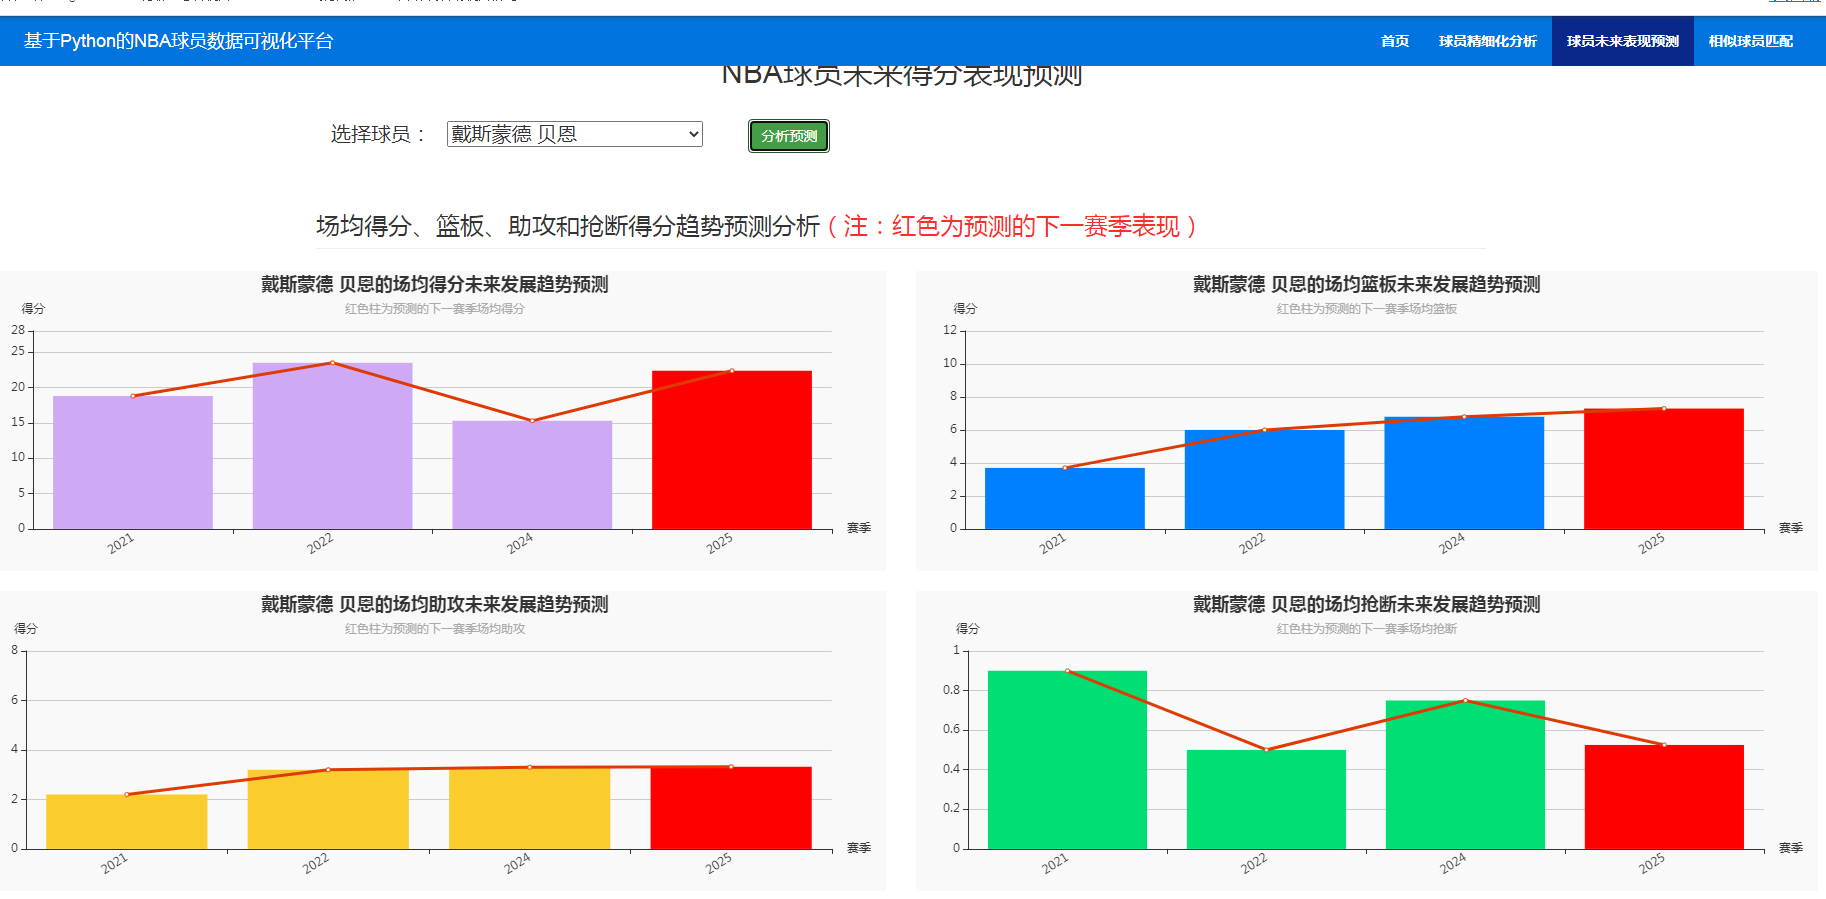 基于Python的NBA球员数据可视化平台
首页 球员精细化分析 球员未来表现预测 相似球员匹配
NBA球员未来得分表现预测
选择球员： 戴斯蒙德 贝恩 分析预测
场均得分、篮板、助攻和抢断得分趋势预测分析（注：红色为预测的下一赛季表现）
戴斯蒙德 贝恩的场均得分未来发展趋势预测
红色柱为预测的下一赛季场均得分
得分
28
25
20
15
10
5
0
2021 2022 2024 2025
赛季
戴斯蒙德 贝恩的场均篮板未来发展趋势预测
红色柱为预测的下一赛季场均篮板
得分
12
10
8
6
4
2
0
2021 2022 2024 2025
赛季
戴斯蒙德 贝恩的场均助攻未来发展趋势预测
红色柱为预测的下一赛季场均助攻
得分
8
6
4
2
0
2021 2022 2024 2025
赛季
戴斯蒙德 贝恩的场均抢断未来发展趋势预测
红色柱为预测的下一赛季场均抢断
得分
1
0.8
0.6
0.4
0.2
0
2021 2022 2024 2025
赛季